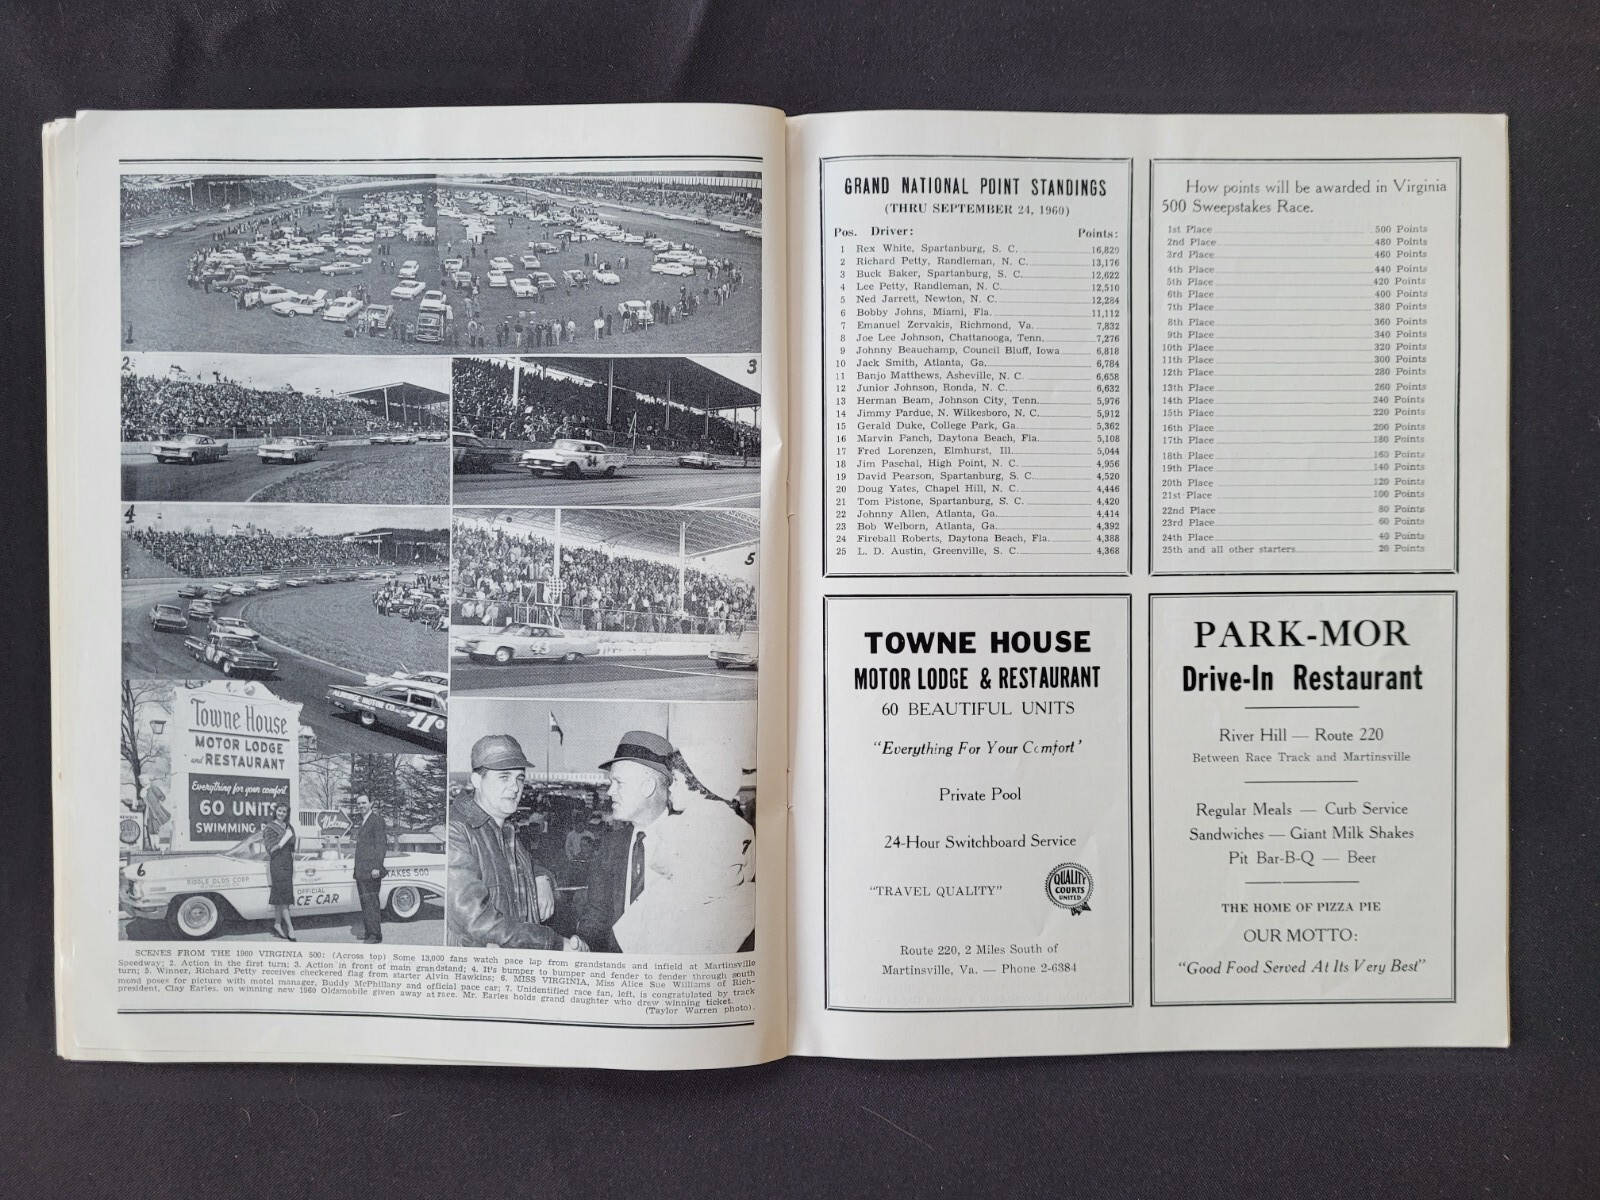 1
2
3
4
5
43
11
Towne House
MOTOR LODGE
and RESTAURANT
Everything for your comfort
60 UNITS
SWIMMING P
Welcome
6
RIDDLE OLDS CORP.
OFFICIAL
CE CAR
AKES 500
7
SCENES FROM THE 1960 VIRGINIA 500: (Across top) Some 13,000 fans watch pace lap from grandstands and infield at Martinsville
Speedway; 2. Action in the first turn; 3. Action in front of main grandstand; 4. It's bumper to bumper and fender to fender through south
turn; 5. Winner, Richard Petty receives checkered flag from starter Alvin Hawkins; 6. MISS VIRGINIA, Miss Alice Sue Williams of Rich-
mond poses for picture with motel manager, Buddy McPhillany and official pace car; 7. Unidentified race fan, left, is congratulated by track
president, Clay Earles, on winning new 1960 Oldsmobile given away at race. Mr. Earles holds grand daughter who drew winning ticket.
(Taylor Warren photo).
GRAND NATIONAL POINT STANDINGS
(THRU SEPTEMBER 24, 1960)
Pos. Driver: Points:
1 Rex White, Spartanburg, S. C. 16,820
2 Richard Petty, Randleman, N. C. 13,176
3 Buck Baker, Spartanburg, S. C. 12,622
4 Lee Petty, Randleman, N. C. 12,510
5 Ned Jarrett, Newton, N. C. 12,284
6 Bobby Johns, Miami, Fla. 11,112
7 Emanuel Zervakis, Richmond, Va. 7,832
8 Joe Lee Johnson, Chattanooga, Tenn. 7,276
9 Johnny Beauchamp, Council Bluff, Iowa 6,818
10 Jack Smith, Atlanta, Ga. 6,784
11 Banjo Matthews, Asheville, N. C. 6,658
12 Junior Johnson, Ronda, N. C. 6,632
13 Herman Beam, Johnson City, Tenn. 5,976
14 Jimmy Pardue, N. Wilkesboro, N. C. 5,912
15 Gerald Duke, College Park, Ga. 5,362
16 Marvin Panch, Daytona Beach, Fla. 5,108
17 Fred Lorenzen, Elmhurst, Ill. 5,044
18 Jim Paschal, High Point, N. C. 4,956
19 David Pearson, Spartanburg, S. C. 4,520
20 Doug Yates, Chapel Hill, N. C. 4,446
21 Tom Pistone, Spartanburg, S. C. 4,420
22 Johnny Allen, Atlanta, Ga. 4,414
23 Bob Welborn, Atlanta, Ga. 4,392
24 Fireball Roberts, Daytona Beach, Fla. 4,388
25 L. D. Austin, Greenville, S. C. 4,368
How points will be awarded in Virginia
500 Sweepstakes Race.
1st Place 500 Points
2nd Place 480 Points
3rd Place 460 Points
4th Place 440 Points
5th Place 420 Points
6th Place 400 Points
7th Place 380 Points
8th Place 360 Points
9th Place 340 Points
10th Place 320 Points
11th Place 300 Points
12th Place 280 Points
13th Place 260 Points
14th Place 240 Points
15th Place 220 Points
16th Place 200 Points
17th Place 180 Points
18th Place 160 Points
19th Place 140 Points
20th Place 120 Points
21st Place 100 Points
22nd Place 80 Points
23rd Place 60 Points
24th Place 40 Points
25th and all other starters 20 Points
TOWNE HOUSE
MOTOR LODGE & RESTAURANT
60 BEAUTIFUL UNITS
"Everything For Your Comfort'
Private Pool
24-Hour Switchboard Service
"TRAVEL QUALITY"
QUALITY
COURTS
UNITED
Route 220, 2 Miles South of
Martinsville, Va. — Phone 2-6384
PARK-MOR
Drive-In Restaurant
River Hill — Route 220
Between Race Track and Martinsville
Regular Meals — Curb Service
Sandwiches — Giant Milk Shakes
Pit Bar-B-Q — Beer
THE HOME OF PIZZA PIE
OUR MOTTO:
"Good Food Served At Its Very Best"